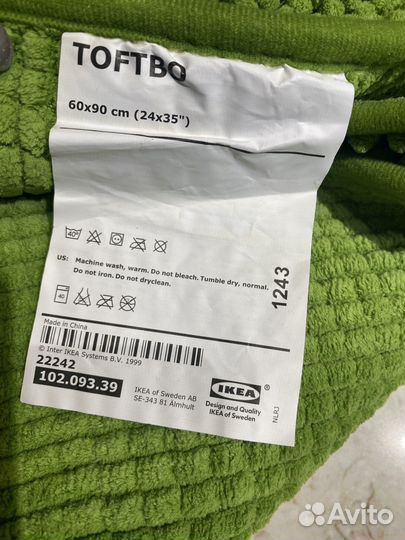 TOFTBO
60x90 cm (24x35")
40°
US: Machine wash, warm. Do not bleach. Tumble dry, normal.
Do not iron. Do not dryclean.
40
1243
Made in China
© Inter IKEA Systems B.V. 1999
22242
102.093.39
IKEA of Sweden AB
SE-343 81 Älmhult
IKEA®
Design and Quality
IKEA of Sweden
NLRJ
Avito